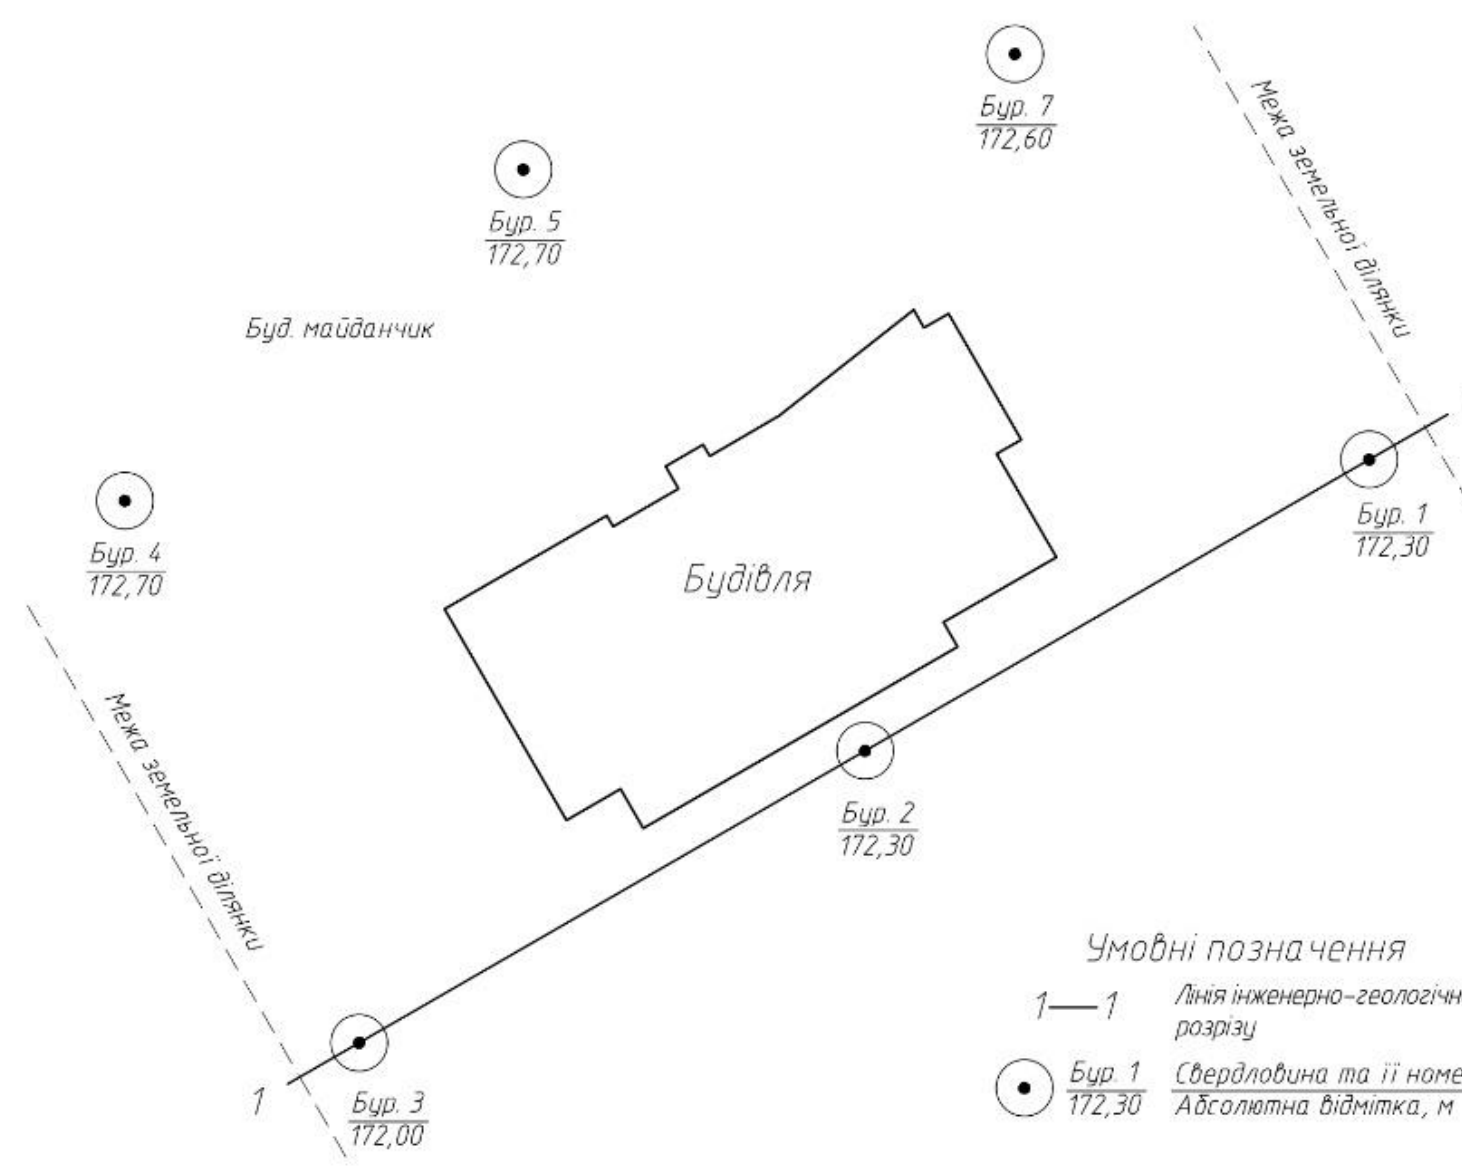 Бур. 7
172,60
Межа земельної ділянки
Бур. 5
172,70
Буд. майданчик
Бур. 4
172,70
Будівля
Бур. 1
172,30
Межа земельної ділянки
Бур. 2
172,30
1
Бур. 3
172,00
Умовні позначення
1—1 Лінія інженерно-геологічн
розрізу
Бур. 1 Свердловина та її номе
172,30 Абсолютна відмітка, м